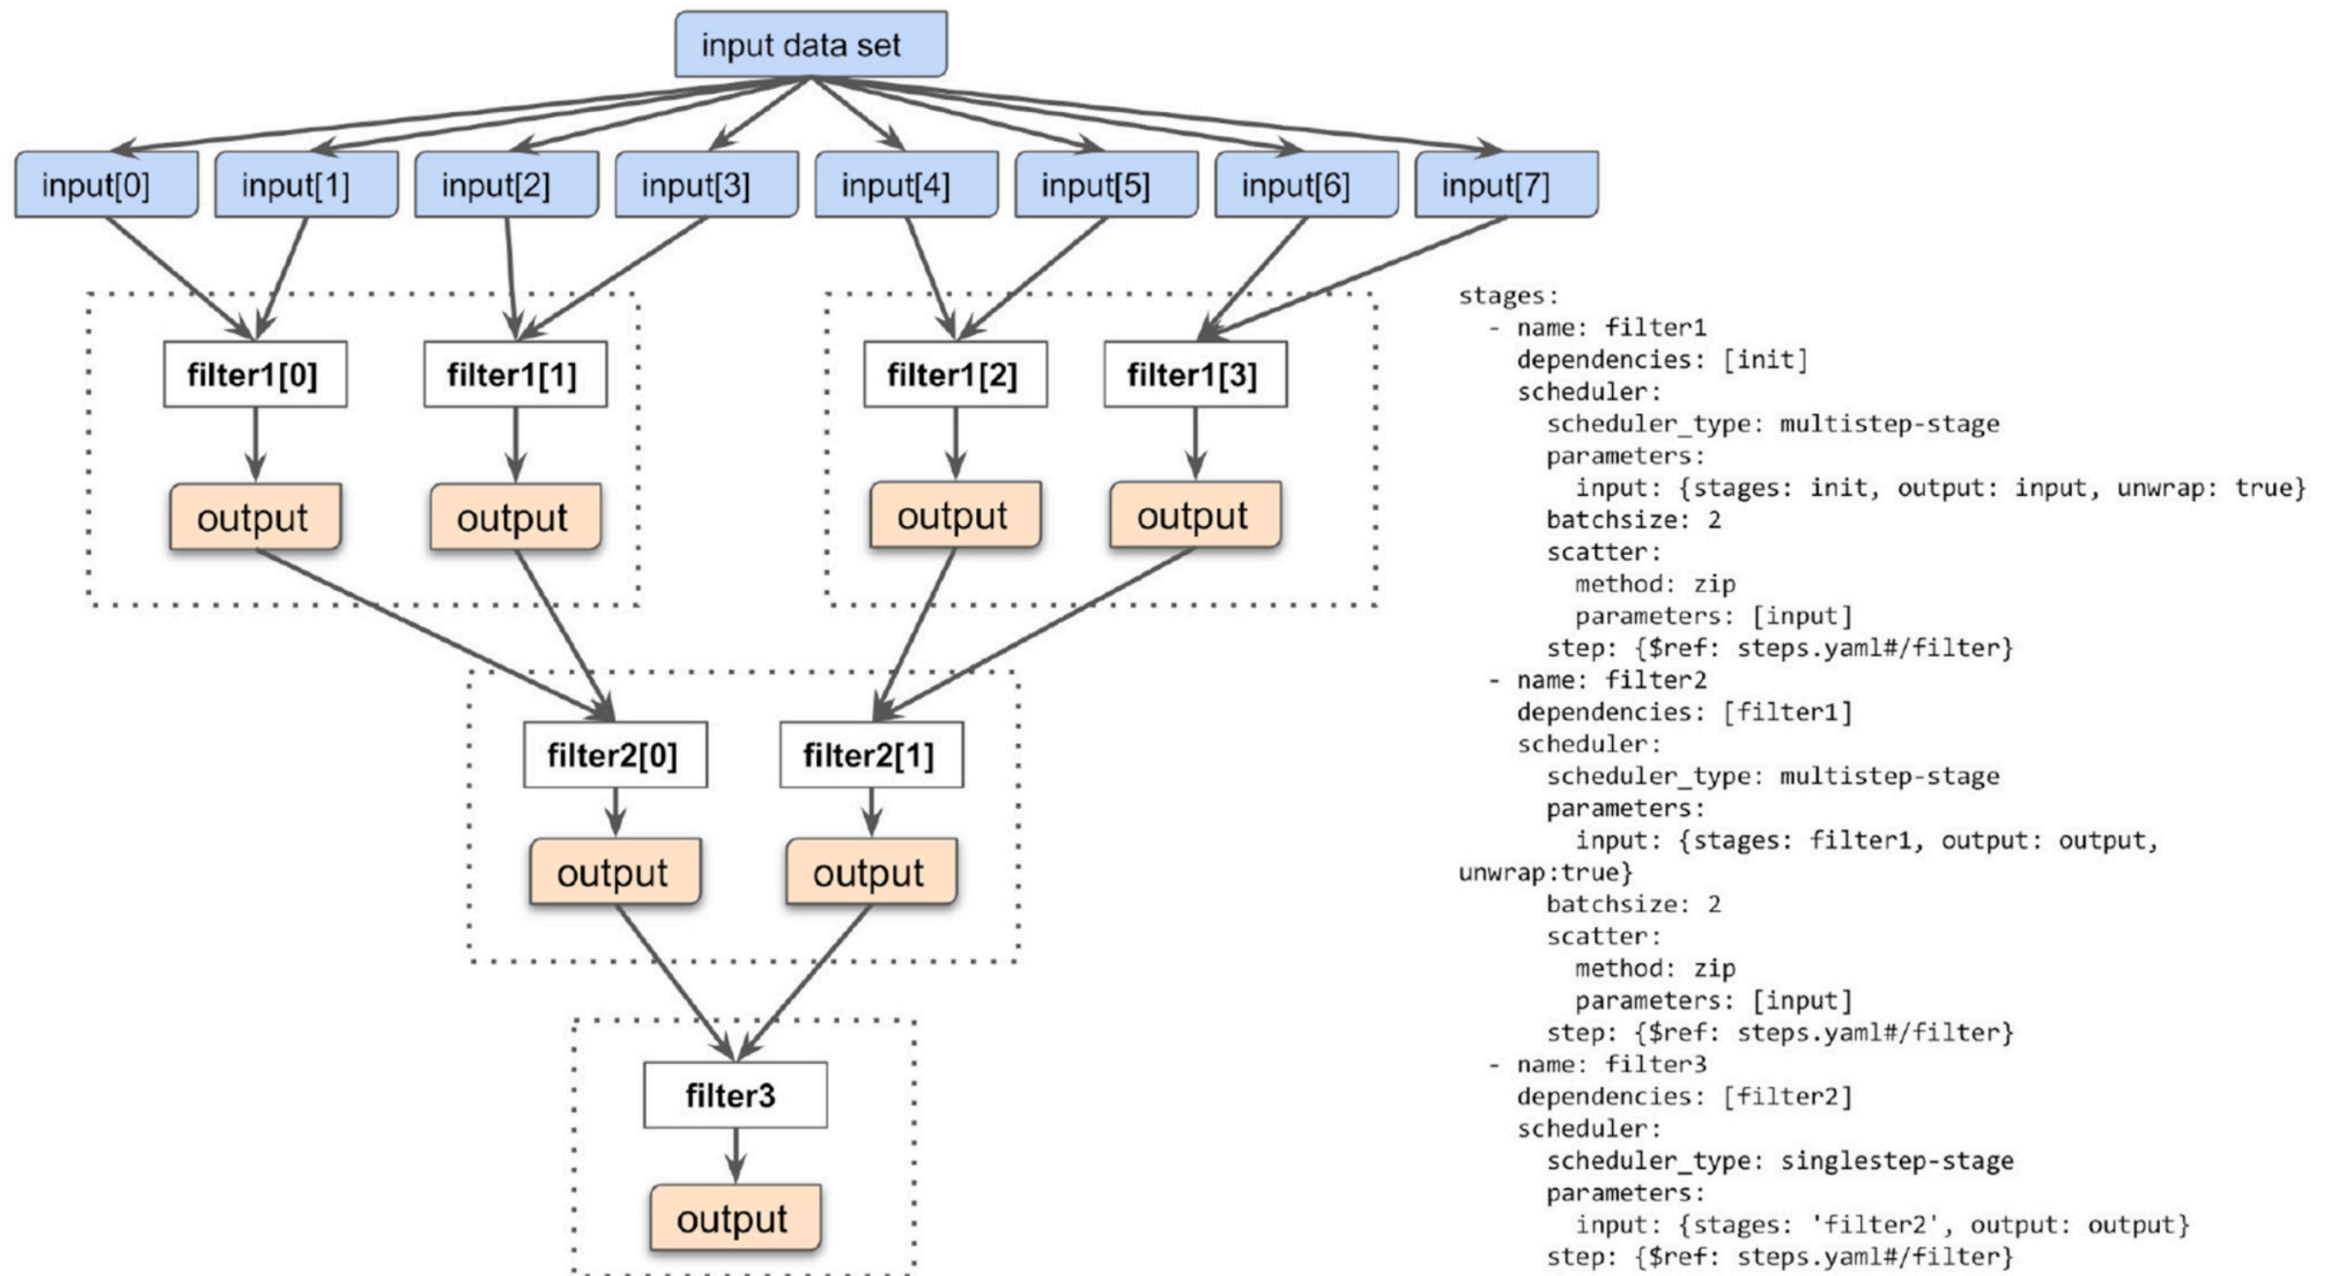 input data set
input[0] input[1] input[2] input[3] input[4] input[5] input[6] input[7]
filter1[0] filter1[1] filter1[2] filter1[3]
output output output output
filter2[0] filter2[1]
output output
filter3
output
stages:
  - name: filter1
    dependencies: [init]
    scheduler:
      scheduler_type: multistep-stage
      parameters:
        input: {stages: init, output: input, unwrap: true}
      batchsize: 2
      scatter:
        method: zip
        parameters: [input]
      step: {$ref: steps.yaml#/filter}
  - name: filter2
    dependencies: [filter1]
    scheduler:
      scheduler_type: multistep-stage
      parameters:
        input: {stages: filter1, output: output,
unwrap:true}
      batchsize: 2
      scatter:
        method: zip
        parameters: [input]
      step: {$ref: steps.yaml#/filter}
  - name: filter3
    dependencies: [filter2]
    scheduler:
      scheduler_type: singlestep-stage
      parameters:
        input: {stages: 'filter2', output: output}
      step: {$ref: steps.yaml#/filter}